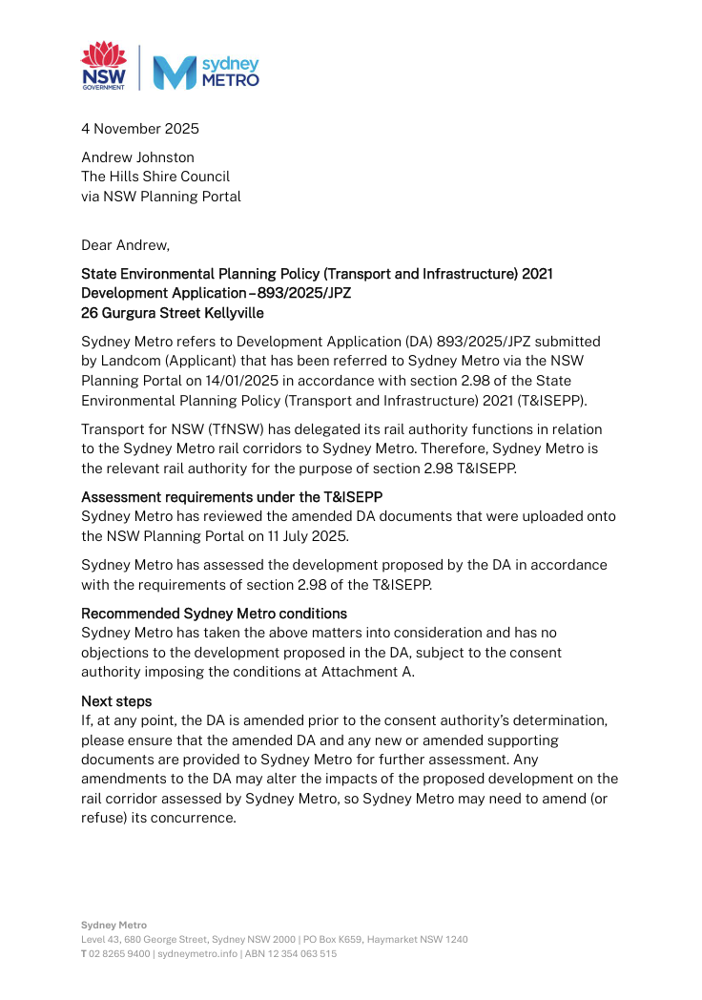 NSW
GOVERNMENT
sydney
METRO
4 November 2025
Andrew Johnston
The Hills Shire Council
via NSW Planning Portal
Dear Andrew,
State Environmental Planning Policy (Transport and Infrastructure) 2021
Development Application – 893/2025/JPZ
26 Gurgura Street Kellyville
Sydney Metro refers to Development Application (DA) 893/2025/JPZ submitted
by Landcom (Applicant) that has been referred to Sydney Metro via the NSW
Planning Portal on 14/01/2025 in accordance with section 2.98 of the State
Environmental Planning Policy (Transport and Infrastructure) 2021 (T&ISEPP).
Transport for NSW (TfNSW) has delegated its rail authority functions in relation
to the Sydney Metro rail corridors to Sydney Metro. Therefore, Sydney Metro is
the relevant rail authority for the purpose of section 2.98 T&ISEPP.
Assessment requirements under the T&ISEPP
Sydney Metro has reviewed the amended DA documents that were uploaded onto
the NSW Planning Portal on 11 July 2025.
Sydney Metro has assessed the development proposed by the DA in accordance
with the requirements of section 2.98 of the T&ISEPP.
Recommended Sydney Metro conditions
Sydney Metro has taken the above matters into consideration and has no
objections to the development proposed in the DA, subject to the consent
authority imposing the conditions at Attachment A.
Next steps
If, at any point, the DA is amended prior to the consent authority’s determination,
please ensure that the amended DA and any new or amended supporting
documents are provided to Sydney Metro for further assessment. Any
amendments to the DA may alter the impacts of the proposed development on the
rail corridor assessed by Sydney Metro, so Sydney Metro may need to amend (or
refuse) its concurrence.
Sydney Metro
Level 43, 680 George Street, Sydney NSW 2000 | PO Box K659, Haymarket NSW 1240
T 02 8265 9400 | sydneymetro.info | ABN 12 354 063 515